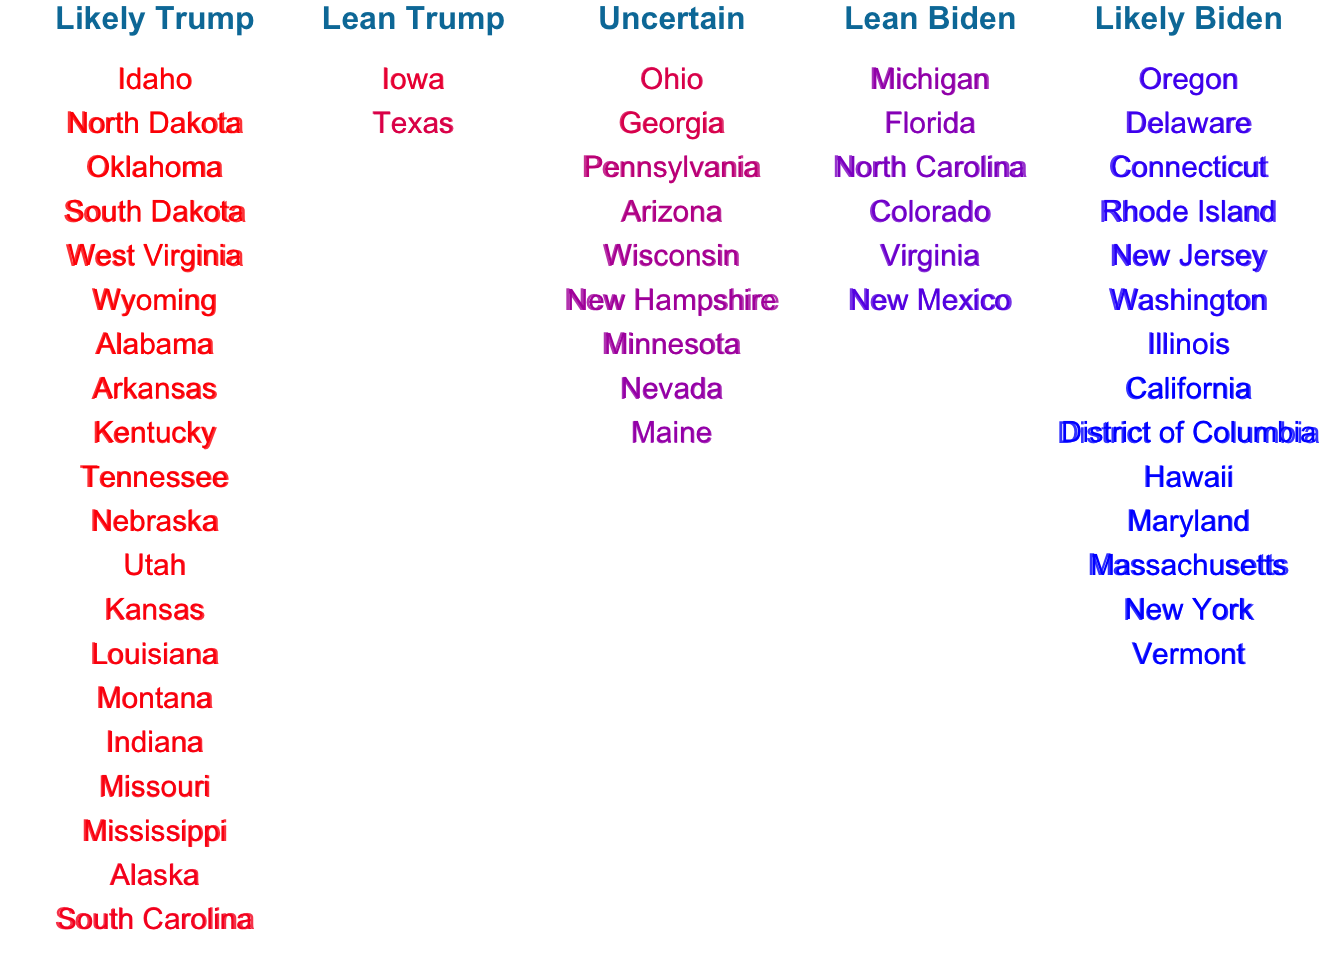 Likely Trump Lean Trump Uncertain Lean Biden Likely Biden
Idaho Iowa Ohio Michigan Oregon
North Dakota Texas Georgia Florida Delaware
Oklahoma Pennsylvania North Carolina Connecticut
South Dakota Arizona Colorado Rhode Island
West Virginia Wisconsin Virginia New Jersey
Wyoming New Hampshire New Mexico Washington
Alabama Minnesota Illinois
Arkansas Nevada California
Kentucky Maine District of Columbia
Tennessee Hawaii
Nebraska Maryland
Utah Massachusetts
Kansas New York
Louisiana Vermont
Montana
Indiana
Missouri
Mississippi
Alaska
South Carolina